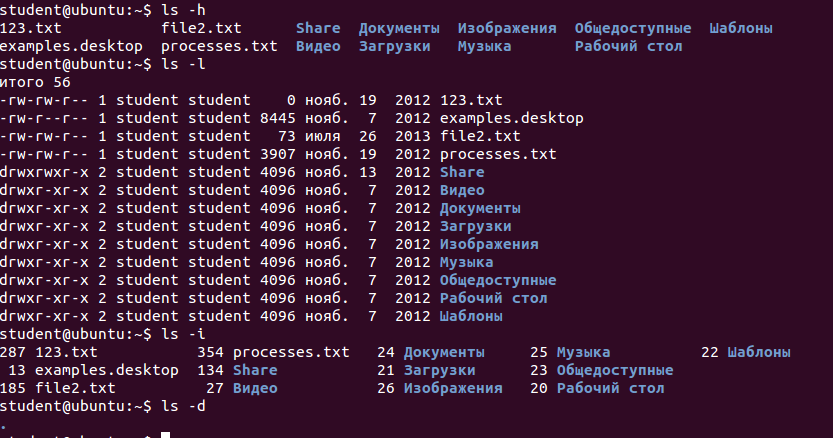 student@ubuntu:~$ ls -h
123.txt           file2.txt      Share  Документы  Изображения  Общедоступные  Шаблоны
examples.desktop  processes.txt  Видео  Загрузки   Музыка       Рабочий стол
student@ubuntu:~$ ls -l
итого 56
-rw-rw-r-- 1 student student    0 нояб. 19  2012 123.txt
-rw-r--r-- 1 student student 8445 нояб.  7  2012 examples.desktop
-rw-rw-r-- 1 student student   73 июля  26  2013 file2.txt
-rw-rw-r-- 1 student student 3907 нояб. 19  2012 processes.txt
drwxrwxr-x 2 student student 4096 нояб. 13  2012 Share
drwxr-xr-x 2 student student 4096 нояб.  7  2012 Видео
drwxr-xr-x 2 student student 4096 нояб.  7  2012 Документы
drwxr-xr-x 2 student student 4096 нояб.  7  2012 Загрузки
drwxr-xr-x 2 student student 4096 нояб.  7  2012 Изображения
drwxr-xr-x 2 student student 4096 нояб.  7  2012 Музыка
drwxr-xr-x 2 student student 4096 нояб.  7  2012 Общедоступные
drwxr-xr-x 2 student student 4096 нояб.  7  2012 Рабочий стол
drwxr-xr-x 2 student student 4096 нояб.  7  2012 Шаблоны
student@ubuntu:~$ ls -i
287 123.txt           354 processes.txt   24 Документы     25 Музыка          22 Шаблоны
 13 examples.desktop  134 Share           21 Загрузки      23 Общедоступные
185 file2.txt          27 Видео           26 Изображения   20 Рабочий стол
student@ubuntu:~$ ls -d
.
student@ubuntu:~$